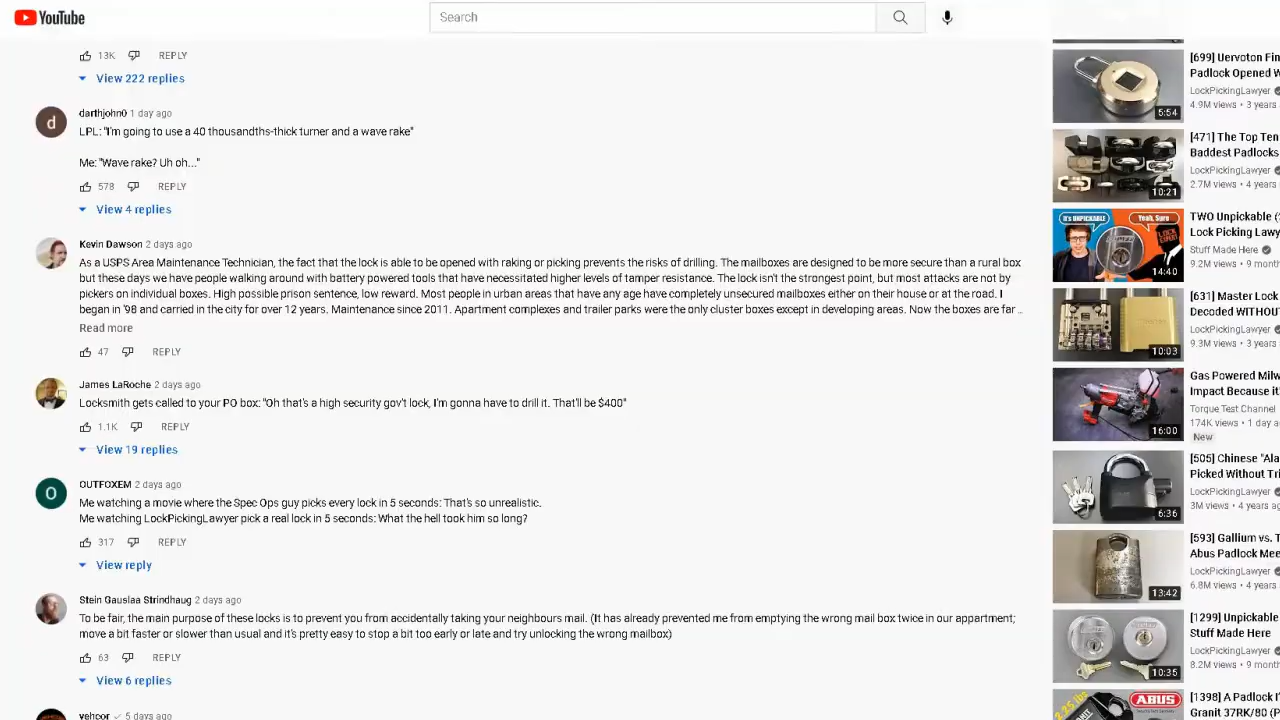 YouTube
Search
13K REPLY
View 222 replies
darthjohn0 1 day ago
LPL: "I'm going to use a 40 thousandths-thick turner and a wave rake"
Me: "Wave rake? Uh oh..."
578 REPLY
View 4 replies
Kevin Dawson 2 days ago
As a USPS Area Maintenance Technician, the fact that the lock is able to be opened with raking or picking prevents the risks of drilling. The mailboxes are designed to be more secure than a rural box
but these days we have people walking around with battery powered tools that have necessitated higher levels of tamper resistance. The lock isn't the strongest point, but most attacks are not by
pickers on individual boxes. High possible prison sentence, low reward. Most people in urban areas that have any age have completely unsecured mailboxes either on their house or at the road. I
began in '98 and carried in the city for over 12 years. Maintenance since 2011. Apartment complexes and trailer parks were the only cluster boxes except in developing areas. Now the boxes are far ...
Read more
47 REPLY
James LaRoche 2 days ago
Locksmith gets called to your PO box: "Oh that's a high security gov't lock, I'm gonna have to drill it. That'll be $400"
1.1K REPLY
View 19 replies
O
OUTFOXEM 2 days ago
Me watching a movie where the Spec Ops guy picks every lock in 5 seconds: That's so unrealistic.
Me watching LockPickingLawyer pick a real lock in 5 seconds: What the hell took him so long?
317 REPLY
View reply
Stein Gauslaa Strindhaug 2 days ago
To be fair, the main purpose of these locks is to prevent you from accidentally taking your neighbours mail. (It has already prevented me from emptying the wrong mail box twice in our appartment;
move a bit faster or slower than usual and it's pretty easy to stop a bit too early or late and try unlocking the wrong mailbox)
63 REPLY
View 6 replies
yehcor 5 days ago
[699] Uervoton Fin
Padlock Opened W
LockPickingLawyer
4.9M views • 3 years
5:54
[471] The Top Ten
Baddest Padlocks
LockPickingLawyer
2.7M views • 4 years
10:21
TWO Unpickable (
Lock Picking Lawy
Stuff Made Here
9.2M views • 9 month
IT'S UNPICKABLE
Yeah, Sure
14:40
[631] Master Lock
Decoded WITHOUT
LockPickingLawyer
9.3M views • 3 years
10:03
Gas Powered Milw
Impact Because it
Torque Test Channel
174K views • 1 day a
New
16:00
[505] Chinese "Ala
Picked Without Tri
LockPickingLawyer
3M views • 4 years ag
6:36
[593] Gallium vs. T
Abus Padlock Mee
LockPickingLawyer
6.8M views • 4 years
13:42
[1299] Unpickable
Stuff Made Here
LockPickingLawyer
8.2M views • 9 month
10:36
[1398] A Padlock I
Granit 37RK/80 (P
2.25 lbs
ABUS